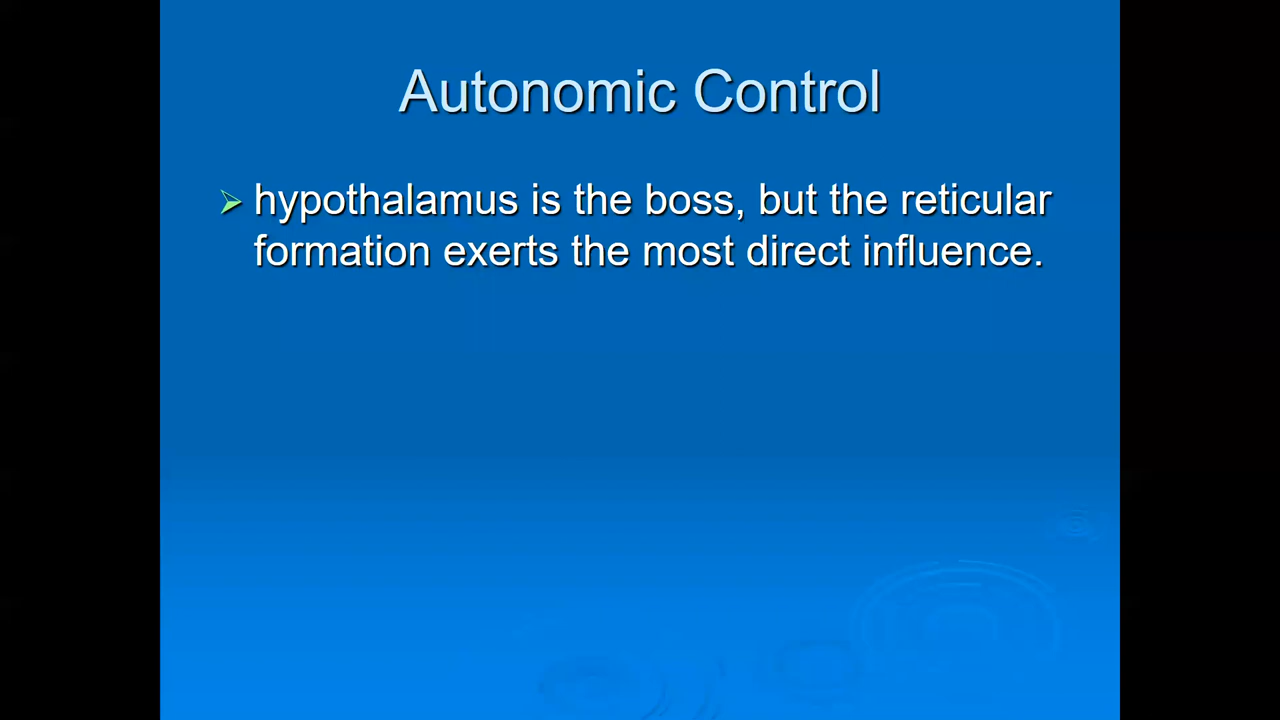 Autonomic Control
hypothalamus is the boss, but the reticular
formation exerts the most direct influence.